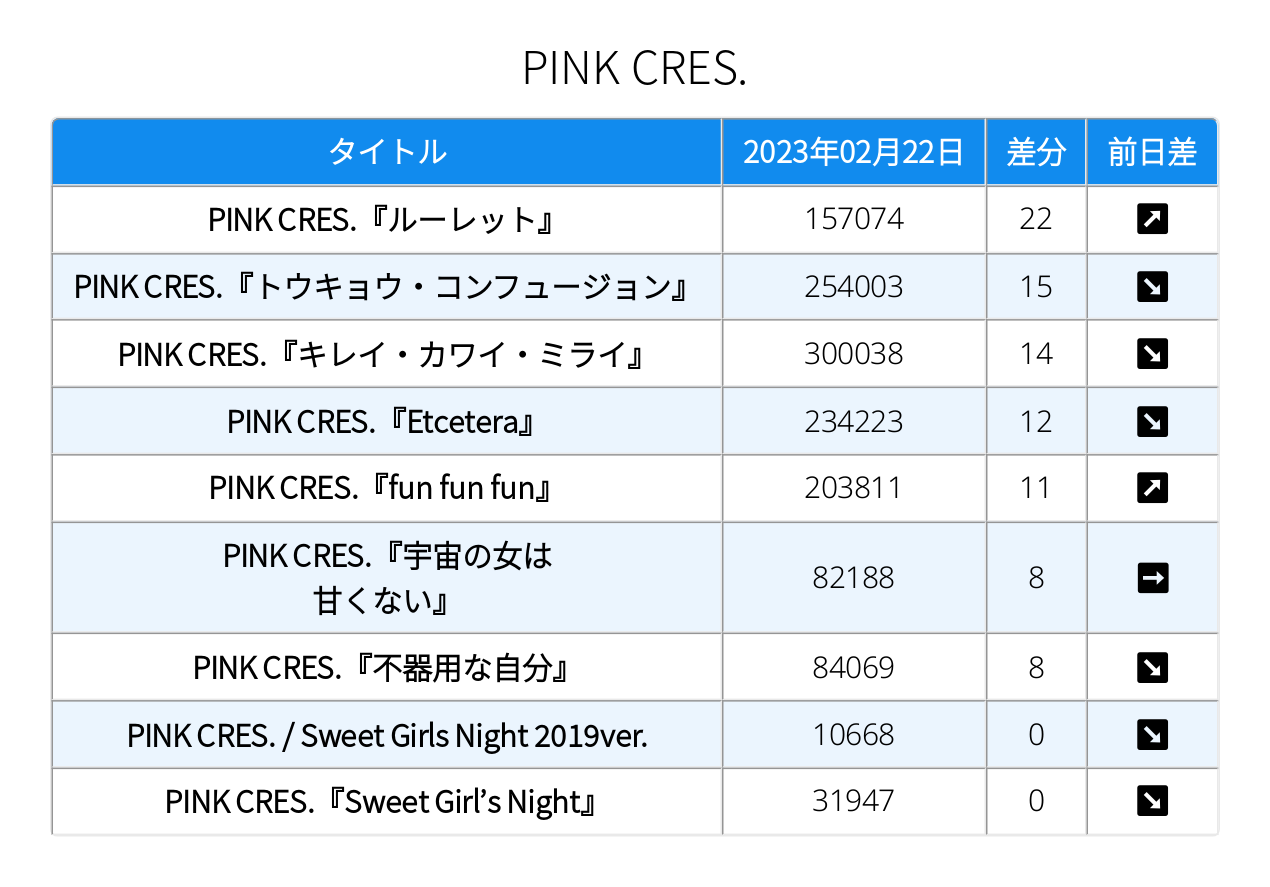 PINK CRES.
タイトル 2023年02月22日 差分 前日差
PINK CRES.『ルーレット』 157074 22 ↗
PINK CRES.『トウキョウ・コンフュージョン』 254003 15 ↘
PINK CRES.『キレイ・カワイ・ミライ』 300038 14 ↘
PINK CRES.『Etcetera』 234223 12 ↘
PINK CRES.『fun fun fun』 203811 11 ↗
PINK CRES.『宇宙の女は
甘くない』 82188 8 →
PINK CRES.『不器用な自分』 84069 8 ↘
PINK CRES. / Sweet Girls Night 2019ver. 10668 0 ↘
PINK CRES.『Sweet Girl’s Night』 31947 0 ↘